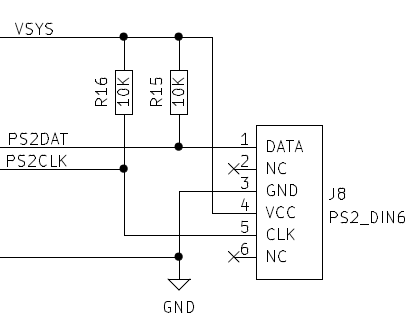 VSYS
R16
10K
R15
10K
PS2DAT
1
DATA
PS2CLK
2
NC
3
GND
J8
4
VCC
PS2_DIN6
5
CLK
6
NC
GND